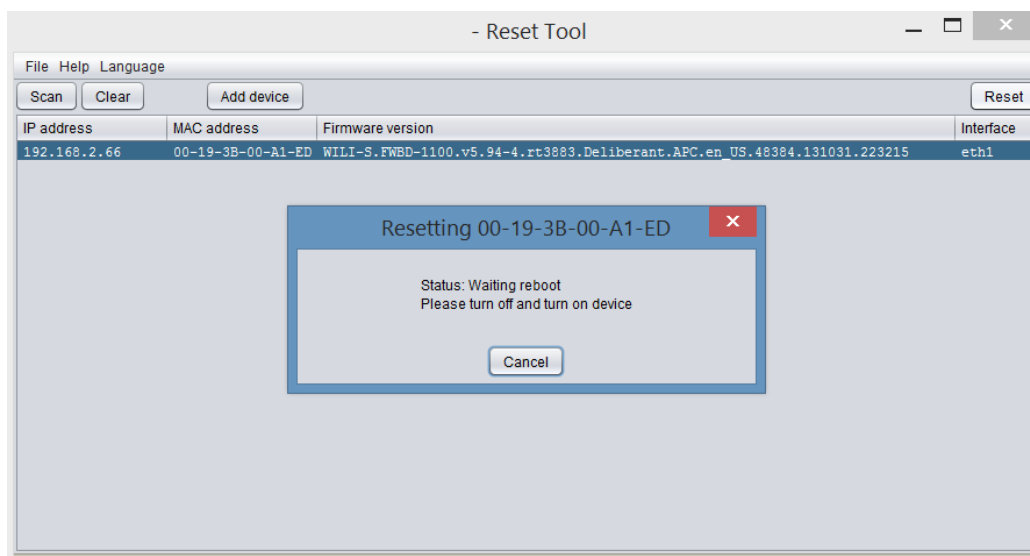 - Reset Tool
File Help Language
Scan Clear Add device Reset
IP address MAC address Firmware version Interface
192.168.2.66 00-19-3B-00-A1-ED WILI-S.FWBD-1100.v5.94-4.rt3883.Deliberant.APC.en_US.48384.131031.223215 eth1
Resetting 00-19-3B-00-A1-ED
Status: Waiting reboot
Please turn off and turn on device
Cancel